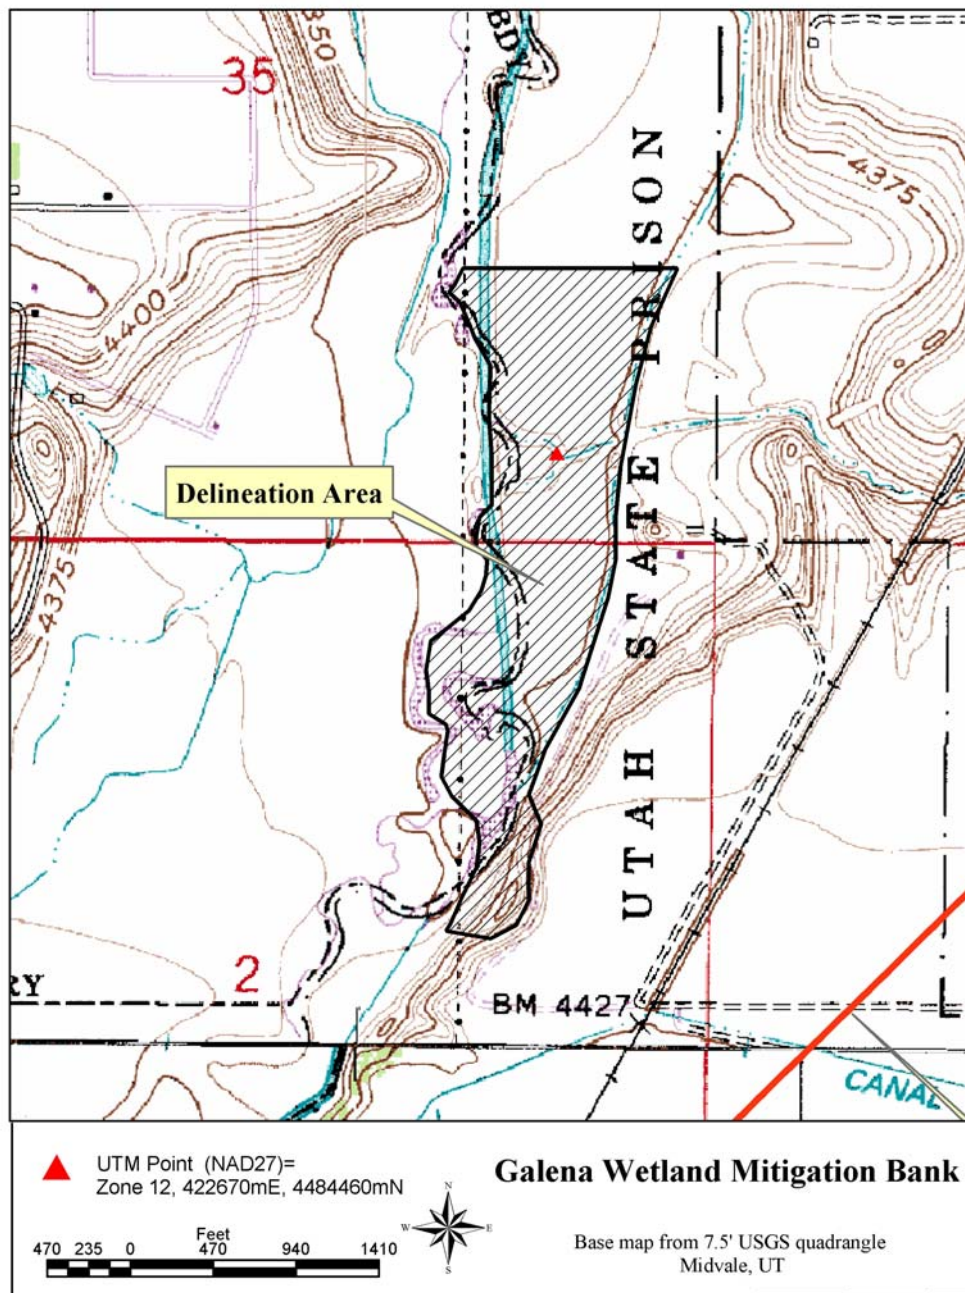 350
BDY
35
4375
4400
UTAH STATE PRISON
Delineation Area
4375
2
RY
BM 4427
CANAL
UTM Point (NAD27)=
Zone 12, 422670mE, 4484460mN
Galena Wetland Mitigation Bank
Feet
470 235 0 470 940 1410
N
W E
S
Base map from 7.5' USGS quadrangle
Midvale, UT